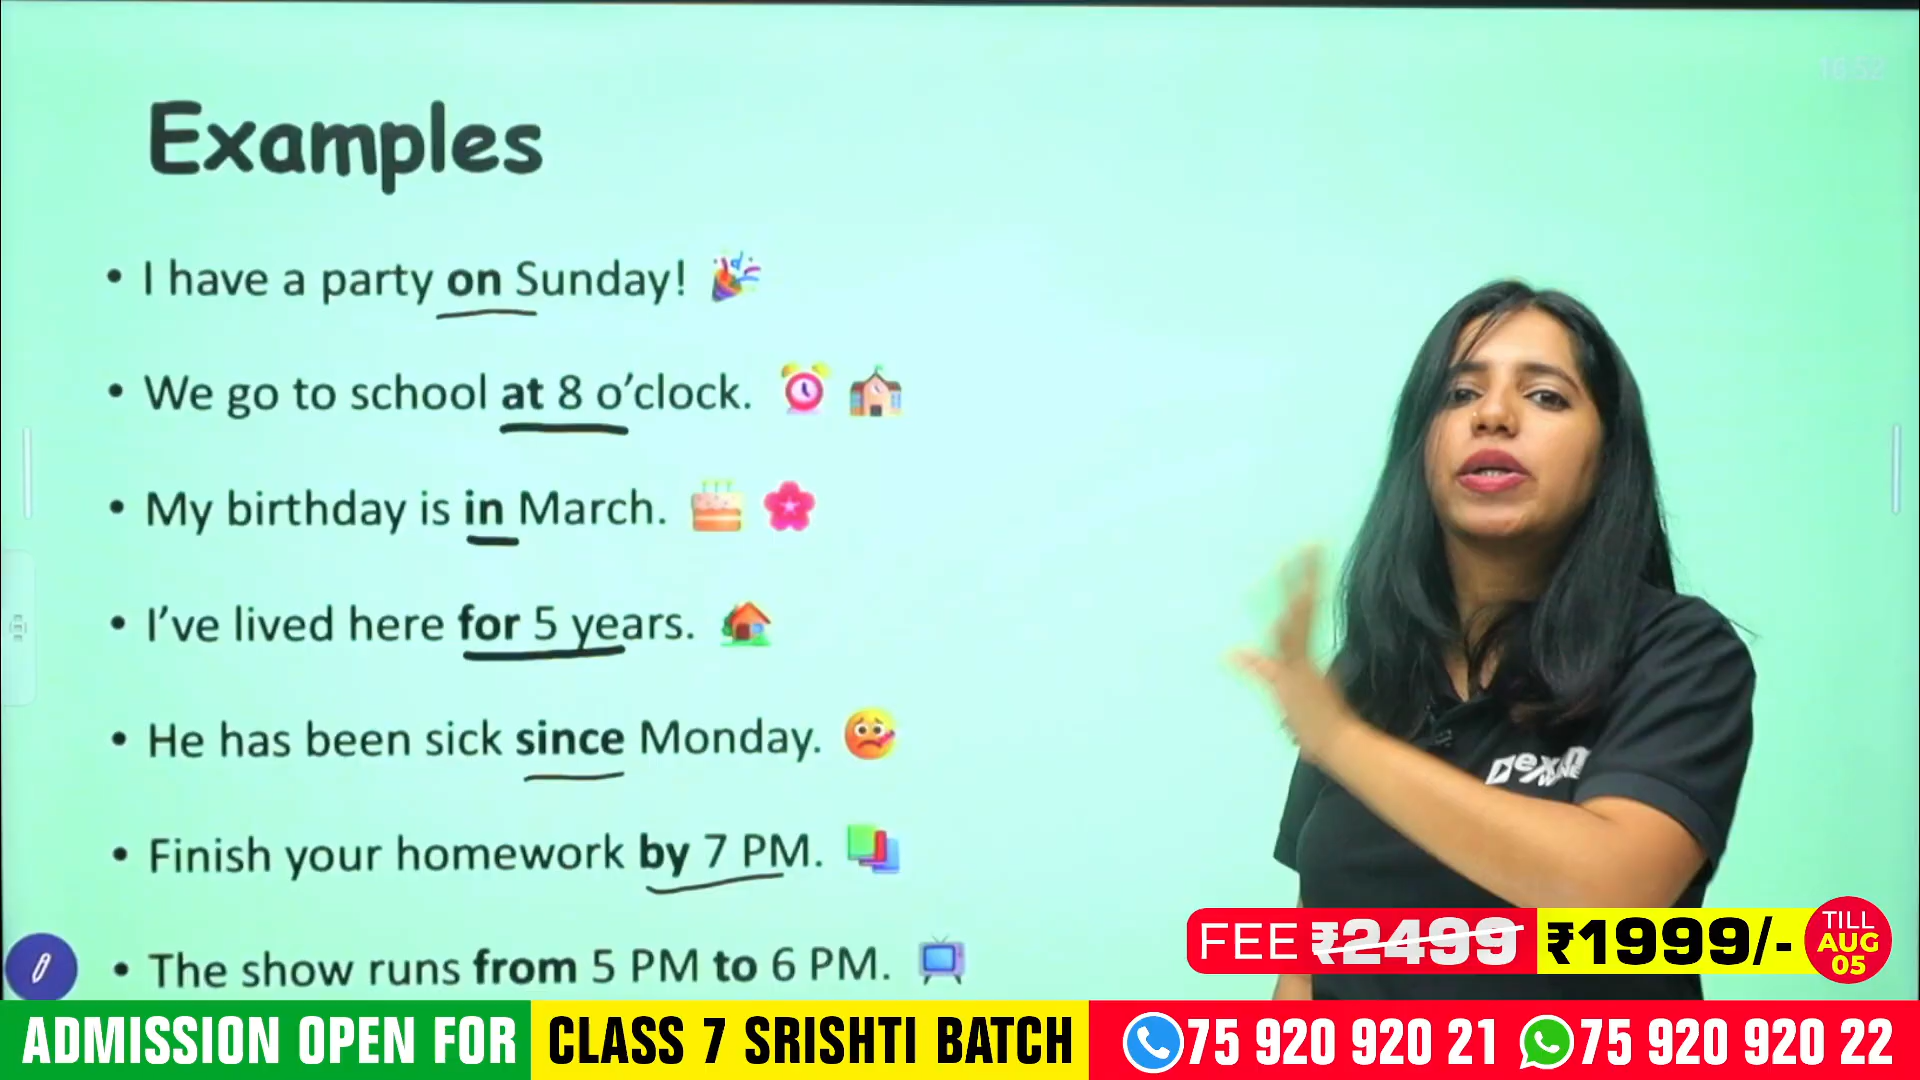 16:52
Examples
• I have a party on Sunday!
• We go to school at 8 o’clock.
• My birthday is in March.
• I’ve lived here for 5 years.
• He has been sick since Monday.
• Finish your homework by 7 PM.
• The show runs from 5 PM to 6 PM.
FEE ₹2499 ₹1999/-
TILL
AUG
05
ADMISSION OPEN FOR CLASS 7 SRISHTI BATCH 75 920 920 21 75 920 920 22